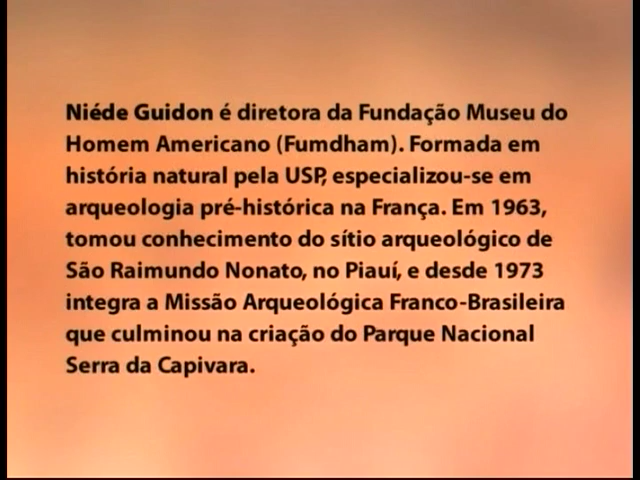 Niéde Guidon é diretora da Fundação Museu do
Homem Americano (Fumdham). Formada em
história natural pela USP, especializou-se em
arqueologia pré-histórica na França. Em 1963,
tomou conhecimento do sítio arqueológico de
São Raimundo Nonato, no Piauí, e desde 1973
integra a Missão Arqueológica Franco-Brasileira
que culminou na criação do Parque Nacional
Serra da Capivara.